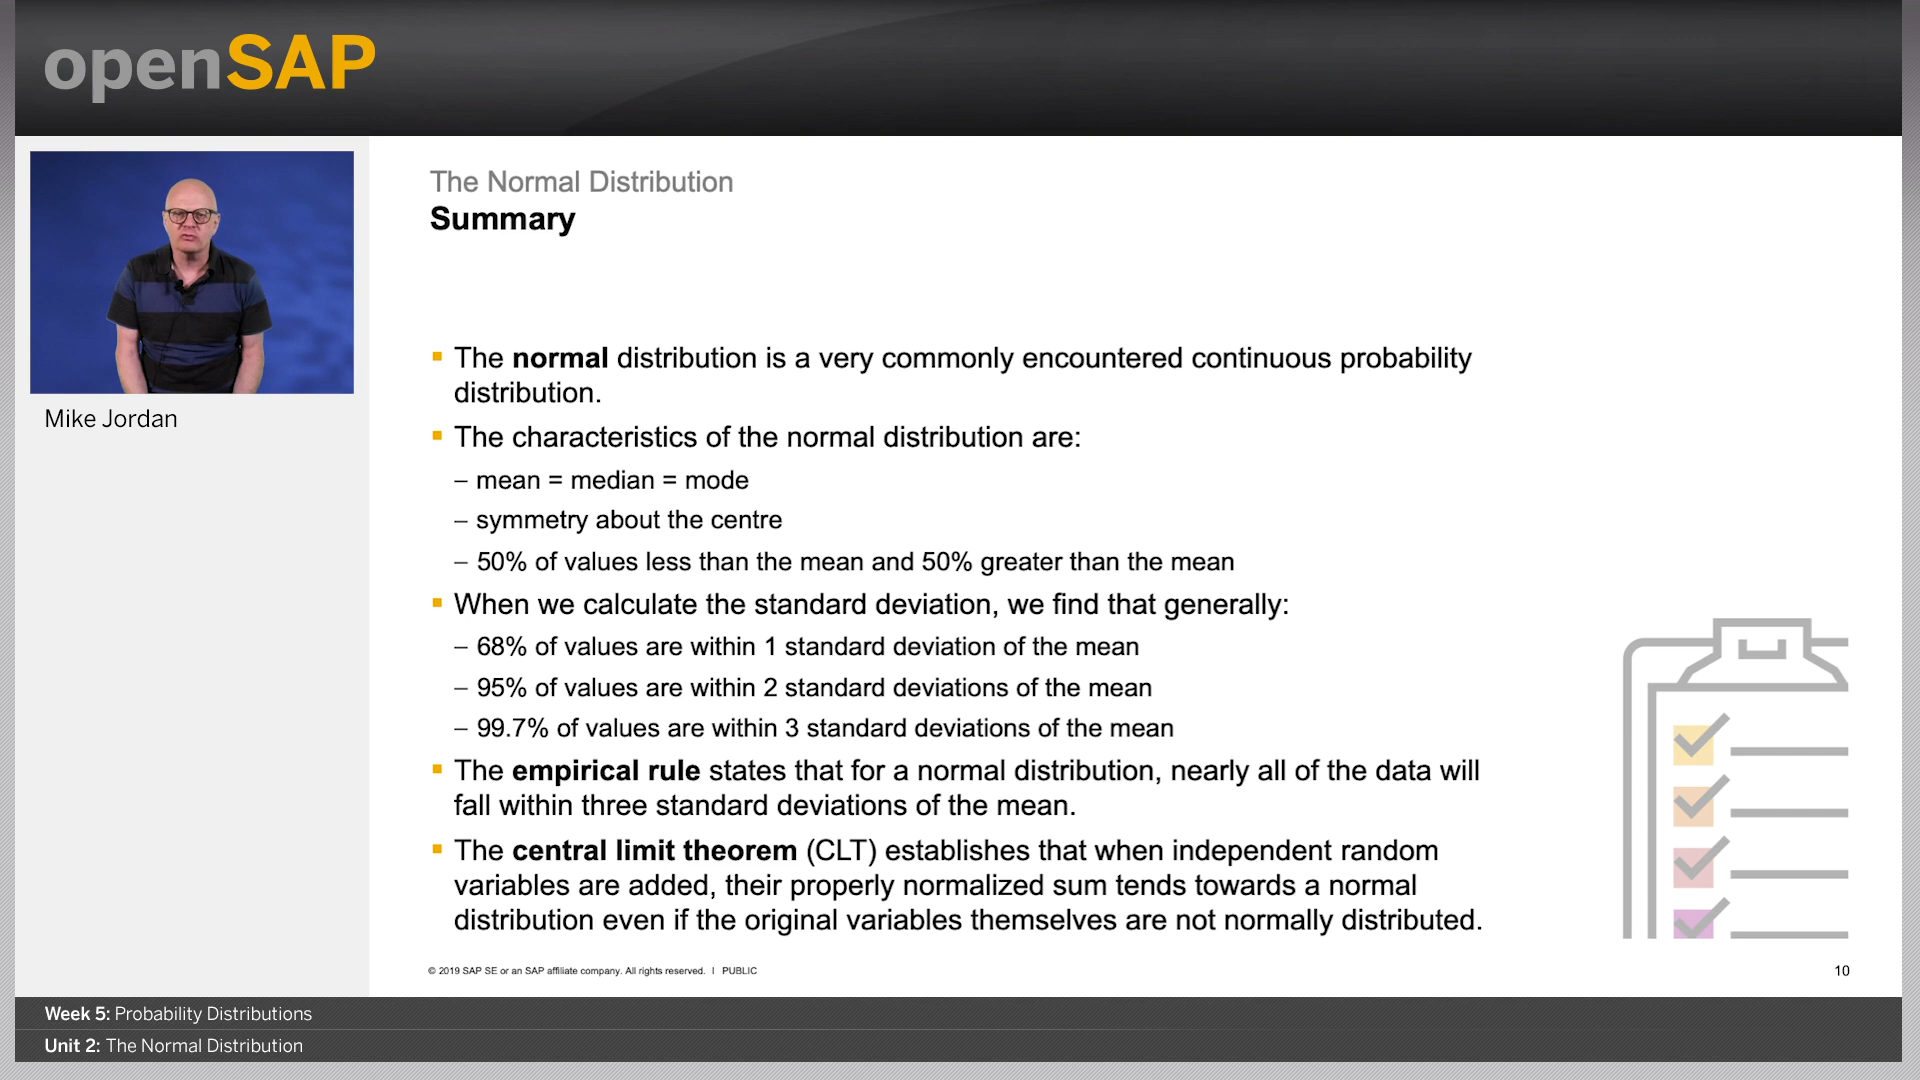 openSAP
The Normal Distribution
Summary
Mike Jordan
The normal distribution is a very commonly encountered continuous probability
distribution.
The characteristics of the normal distribution are:
– mean = median = mode
– symmetry about the centre
– 50% of values less than the mean and 50% greater than the mean
When we calculate the standard deviation, we find that generally:
– 68% of values are within 1 standard deviation of the mean
– 95% of values are within 2 standard deviations of the mean
– 99.7% of values are within 3 standard deviations of the mean
The empirical rule states that for a normal distribution, nearly all of the data will
fall within three standard deviations of the mean.
The central limit theorem (CLT) establishes that when independent random
variables are added, their properly normalized sum tends towards a normal
distribution even if the original variables themselves are not normally distributed.
© 2019 SAP SE or an SAP affiliate company. All rights reserved. | PUBLIC
10
Week 5: Probability Distributions
Unit 2: The Normal Distribution